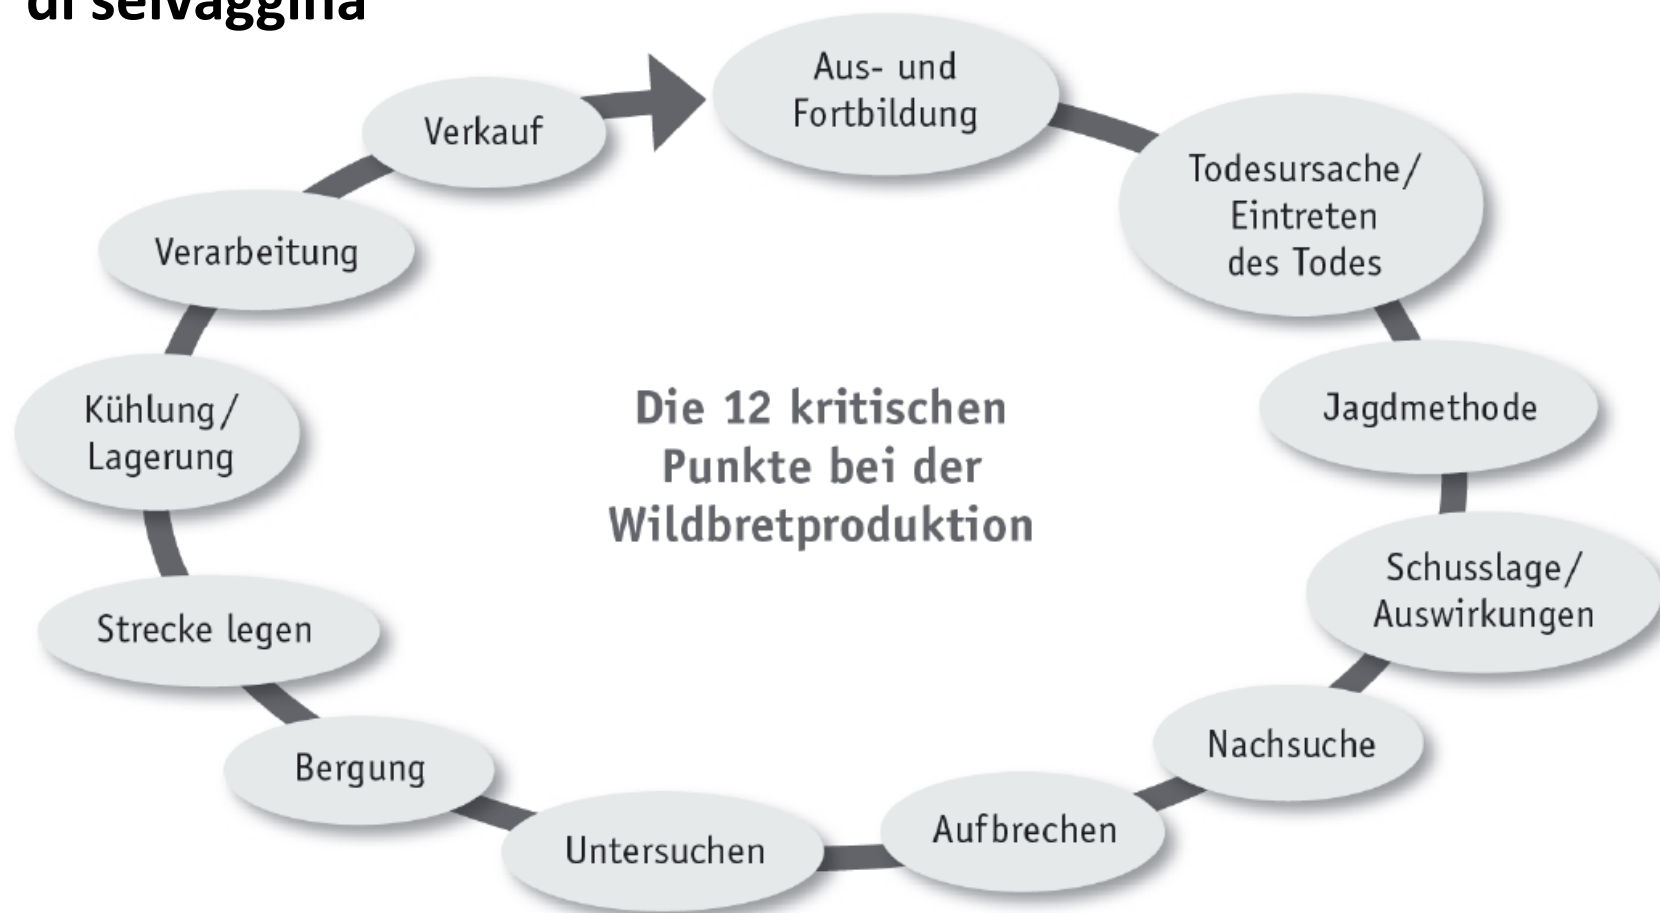 di selvaggina
Aus- und
Fortbildung
Todesursache/
Eintreten
des Todes
Jagdmethode
Schusslage/
Auswirkungen
Nachsuche
Aufbrechen
Untersuchen
Bergung
Strecke legen
Kühlung/
Lagerung
Verarbeitung
Verkauf
Die 12 kritischen
Punkte bei der
Wildbretproduktion